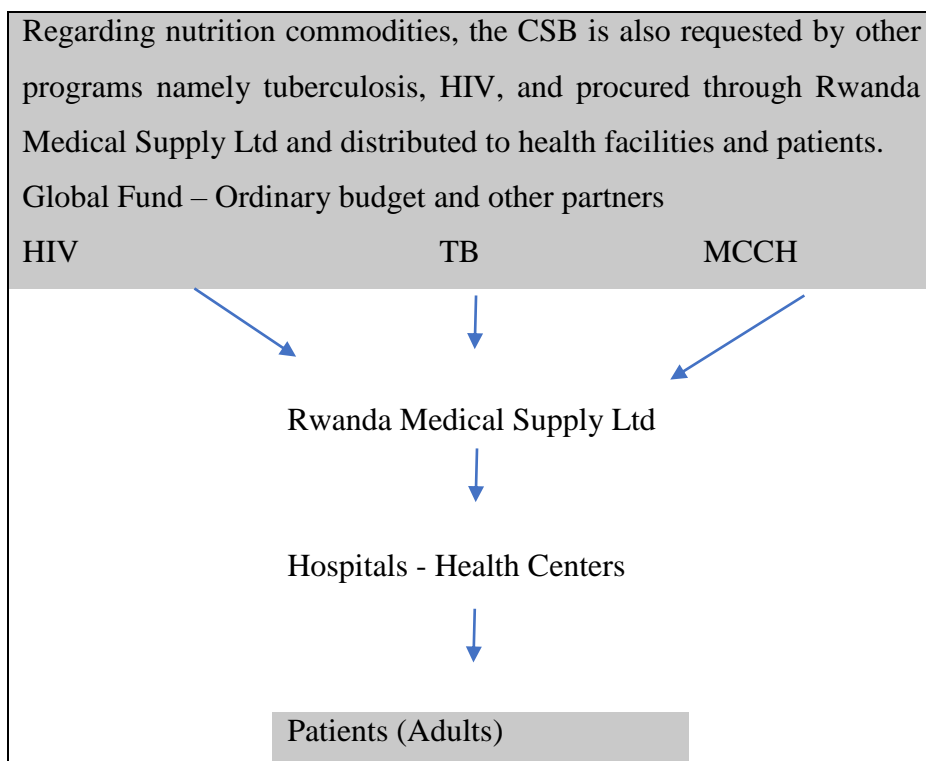 Regarding nutrition commodities, the CSB is also requested by other
programs namely tuberculosis, HIV, and procured through Rwanda
Medical Supply Ltd and distributed to health facilities and patients.
Global Fund – Ordinary budget and other partners
HIV TB MCCH
Rwanda Medical Supply Ltd
Hospitals - Health Centers
Patients (Adults)